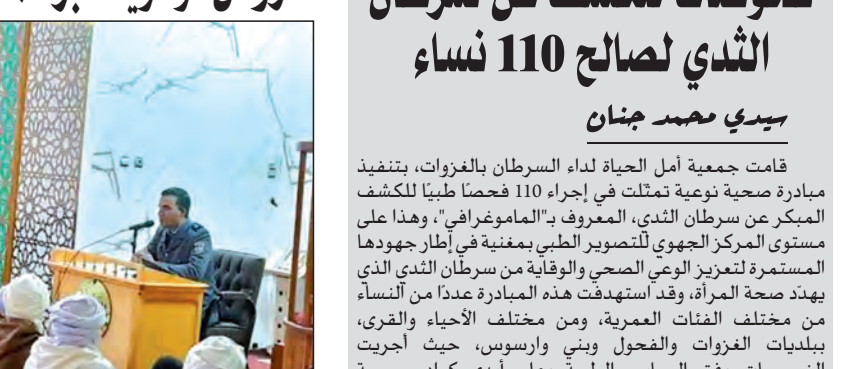 الثدي لصالح 110 نساء
سيدي محمد جنان
قامت جمعية أمل الحياة لداء السرطان بالغزوات، بتنفيذ
مبادرة صحية نوعية تمثّلت في إجراء 110 فحصًا طبيًا للكشف
المبكر عن سرطان الثدي، المعروف بـ"الماموغرافي"، وهذا على
مستوى المركز الجهوي للتصوير الطبي بمغنية في إطار جهودها
المستمرة لتعزيز الوعي الصحي والوقاية من سرطان الثدي الذي
يهدّد صحة المرأة، وقد استهدفت هذه المبادرة عددًا من النساء
من مختلف الفئات العمرية، ومن مختلف الأحياء والقرى،
ببلديات الغزوات والفحول وبني وارسوس، حيث أجريت